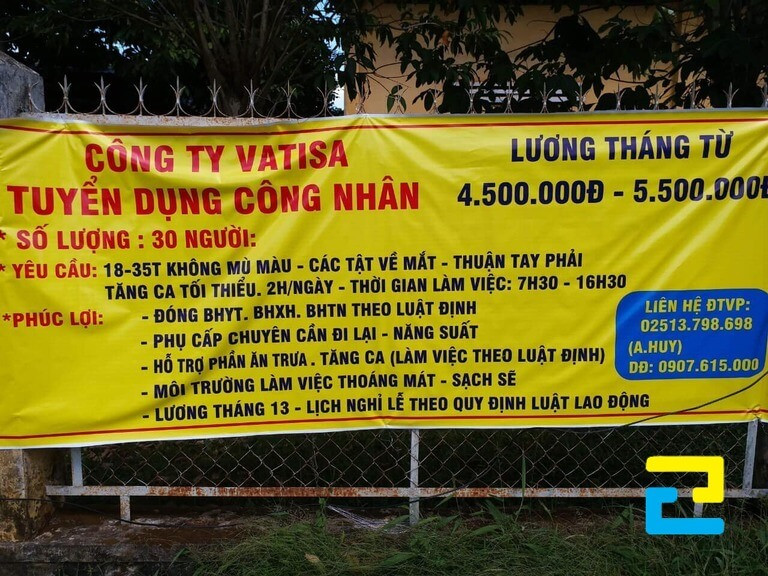 CÔNG TY VATISA
TUYỂN DỤNG CÔNG NHÂN
LƯƠNG THÁNG TỪ
4.500.000Đ - 5.500.000Đ
* SỐ LƯỢNG : 30 NGƯỜI:
* YÊU CẦU: 18-35T KHÔNG MÙ MÀU - CÁC TẬT VỀ MẮT - THUẬN TAY PHẢI
TĂNG CA TỐI THIỂU. 2H/NGÀY - THỜI GIAN LÀM VIỆC: 7H30 - 16H30
*PHÚC LỢI: - ĐÓNG BHYT. BHXH. BHTN THEO LUẬT ĐỊNH
- PHỤ CẤP CHUYÊN CẦN ĐI LẠI - NĂNG SUẤT
- HỖ TRỢ PHẦN ĂN TRƯA . TĂNG CA (LÀM VIỆC THEO LUẬT ĐỊNH)
- MÔI TRƯỜNG LÀM VIỆC THOÁNG MÁT - SẠCH SẼ
- LƯƠNG THÁNG 13 - LỊCH NGHỈ LỄ THEO QUY ĐỊNH LUẬT LAO ĐỘNG
LIÊN HỆ ĐTVP:
02513.798.698
(A.HUY)
DĐ: 0907.615.000